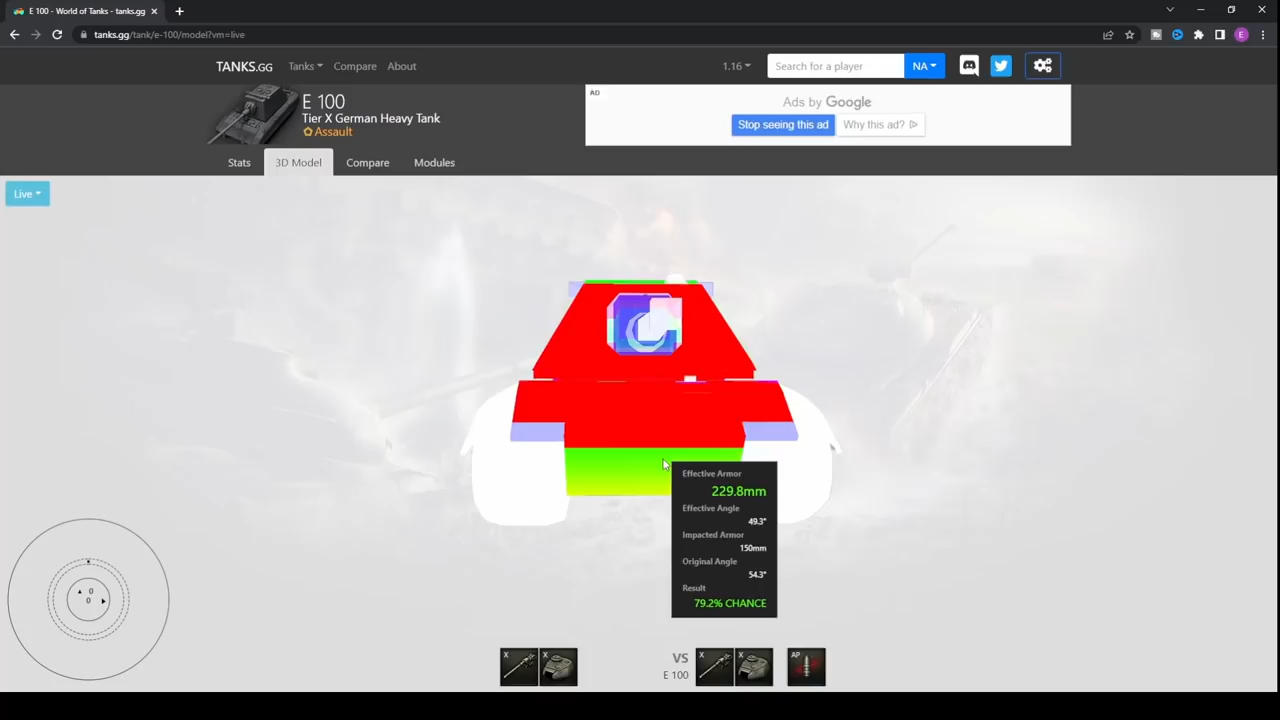 E 100 - World of Tanks - tanks.gg
tanks.gg/tank/e-100/model?vm=live
E
TANKS.GG
Tanks
Compare
About
1.16
Search for a player
NA
E 100
Tier X German Heavy Tank
Assault
AD
Ads by Google
Stop seeing this ad
Why this ad?
Stats
3D Model
Compare
Modules
Live
Effective Armor
229.8mm
Effective Angle
49.3°
Impacted Armor
150mm
Original Angle
54.3°
Result
79.2% CHANCE
0
0
X
X
VS
E 100
X
X
AP